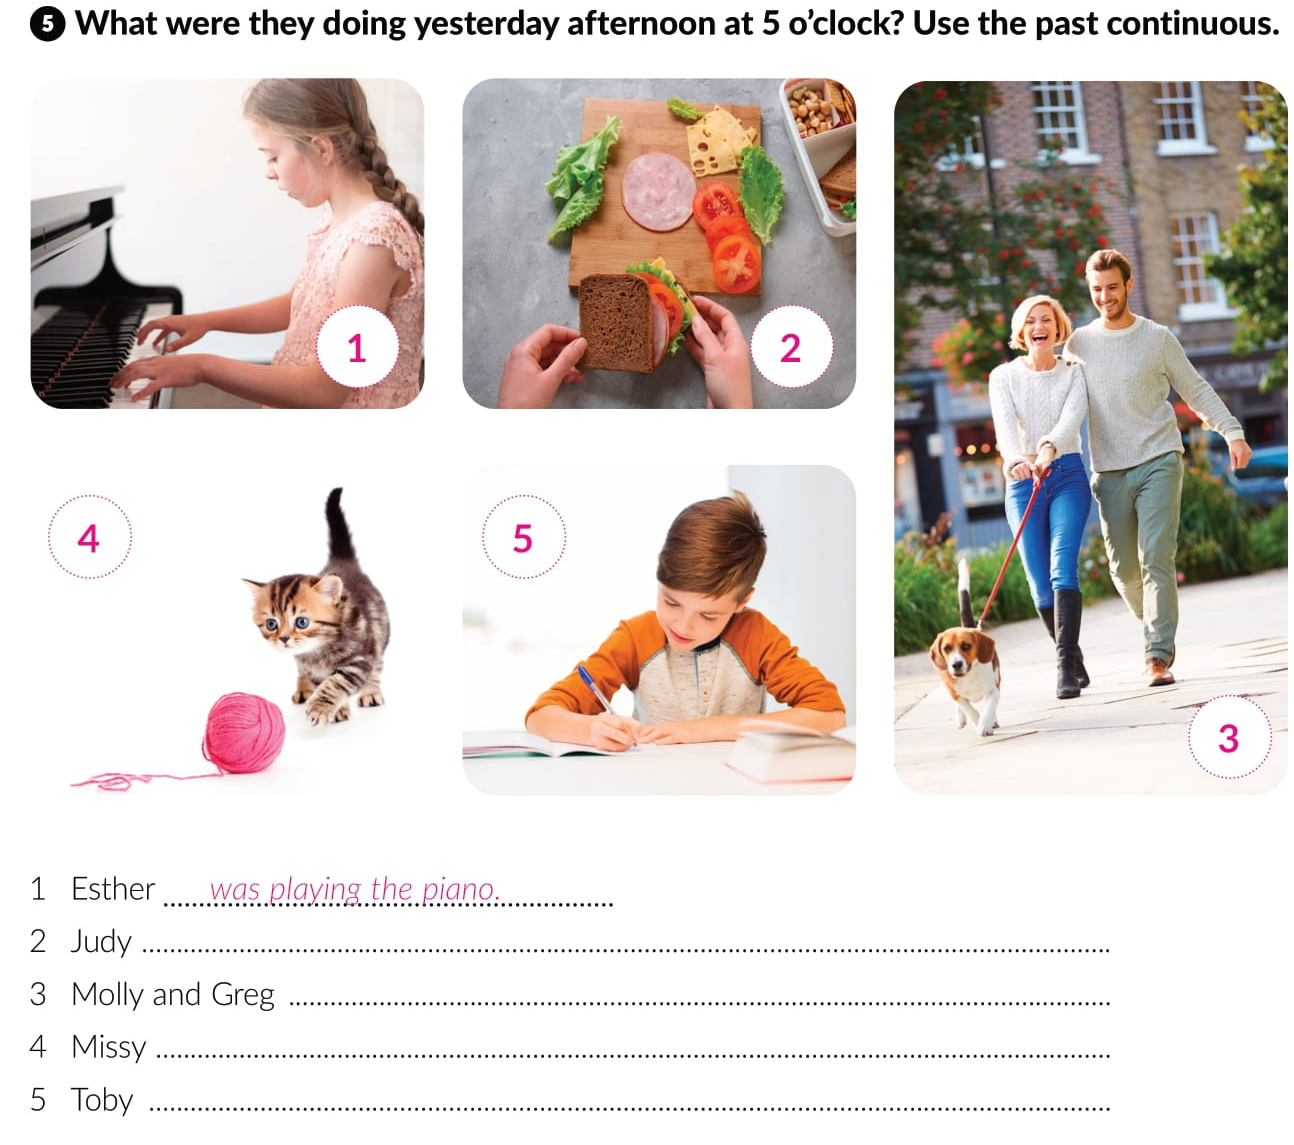 5 What were they doing yesterday afternoon at 5 o'clock? Use the past continuous.
1
2
3
4
5
1 Esther was playing the piano.
2 Judy
3 Molly and Greg
4 Missy
5 Toby